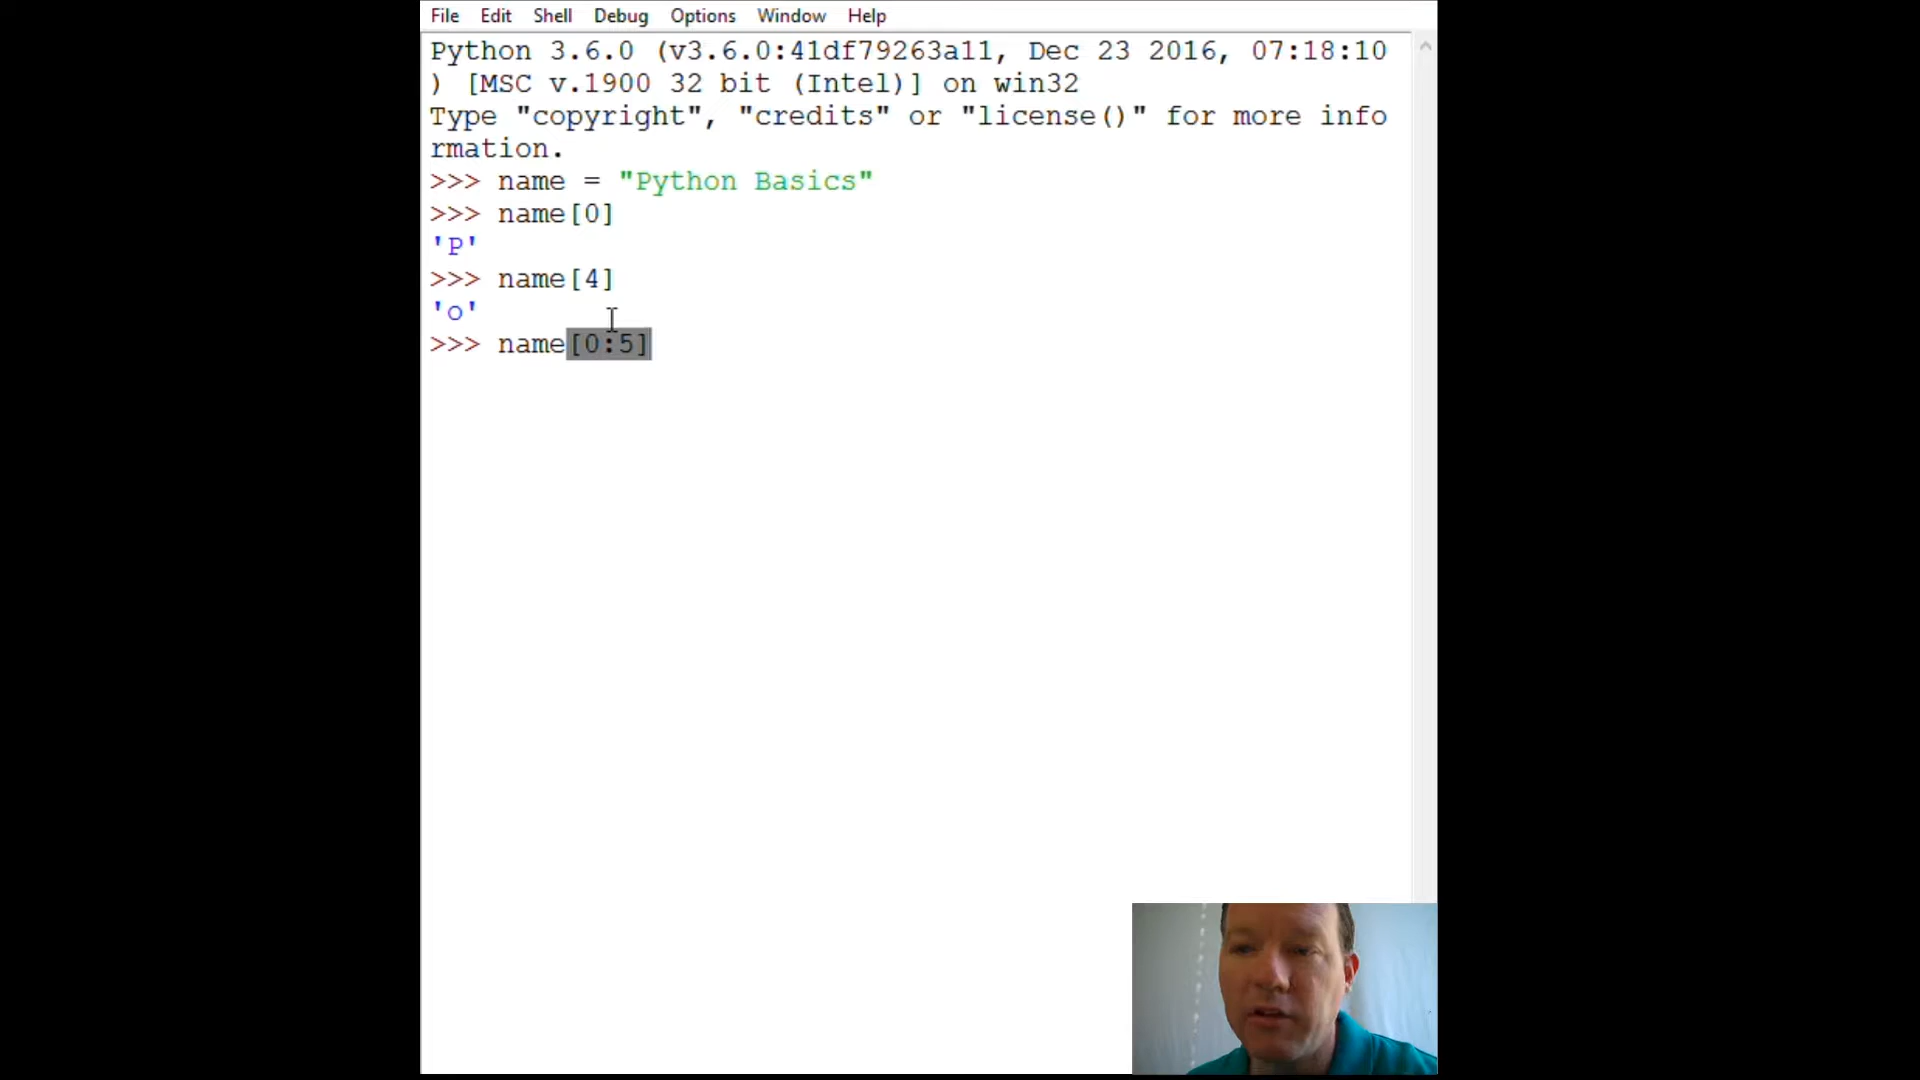 File Edit Shell Debug Options Window Help
Python 3.6.0 (v3.6.0:41df79263a11, Dec 23 2016, 07:18:10
) [MSC v.1900 32 bit (Intel)] on win32
Type "copyright", "credits" or "license()" for more info
rmation.
>>> name = "Python Basics"
>>> name[0]
'P'
>>> name[4]
'o'
>>> name[0:5]